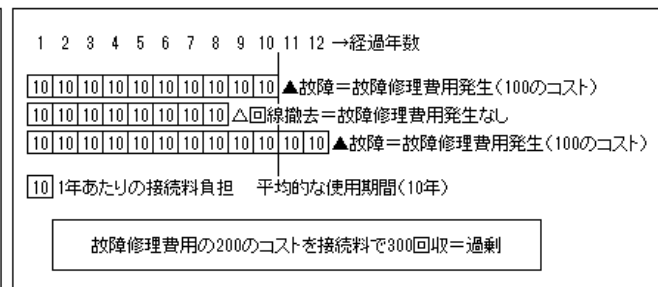 1 2 3 4 5 6 7 8 9 10 11 12 →経過年数
10 10 10 10 10 10 10 10 10 10 ▲故障=故障修理費用発生(100のコスト)
10 10 10 10 10 10 10 10 △回線撤去=故障修理費用発生なし
10 10 10 10 10 10 10 10 10 10 10 10 ▲故障=故障修理費用発生(100のコスト)
10 1年あたりの接続料負担 平均的な使用期間(10年)
故障修理費用の200のコストを接続料で300回収=過剰